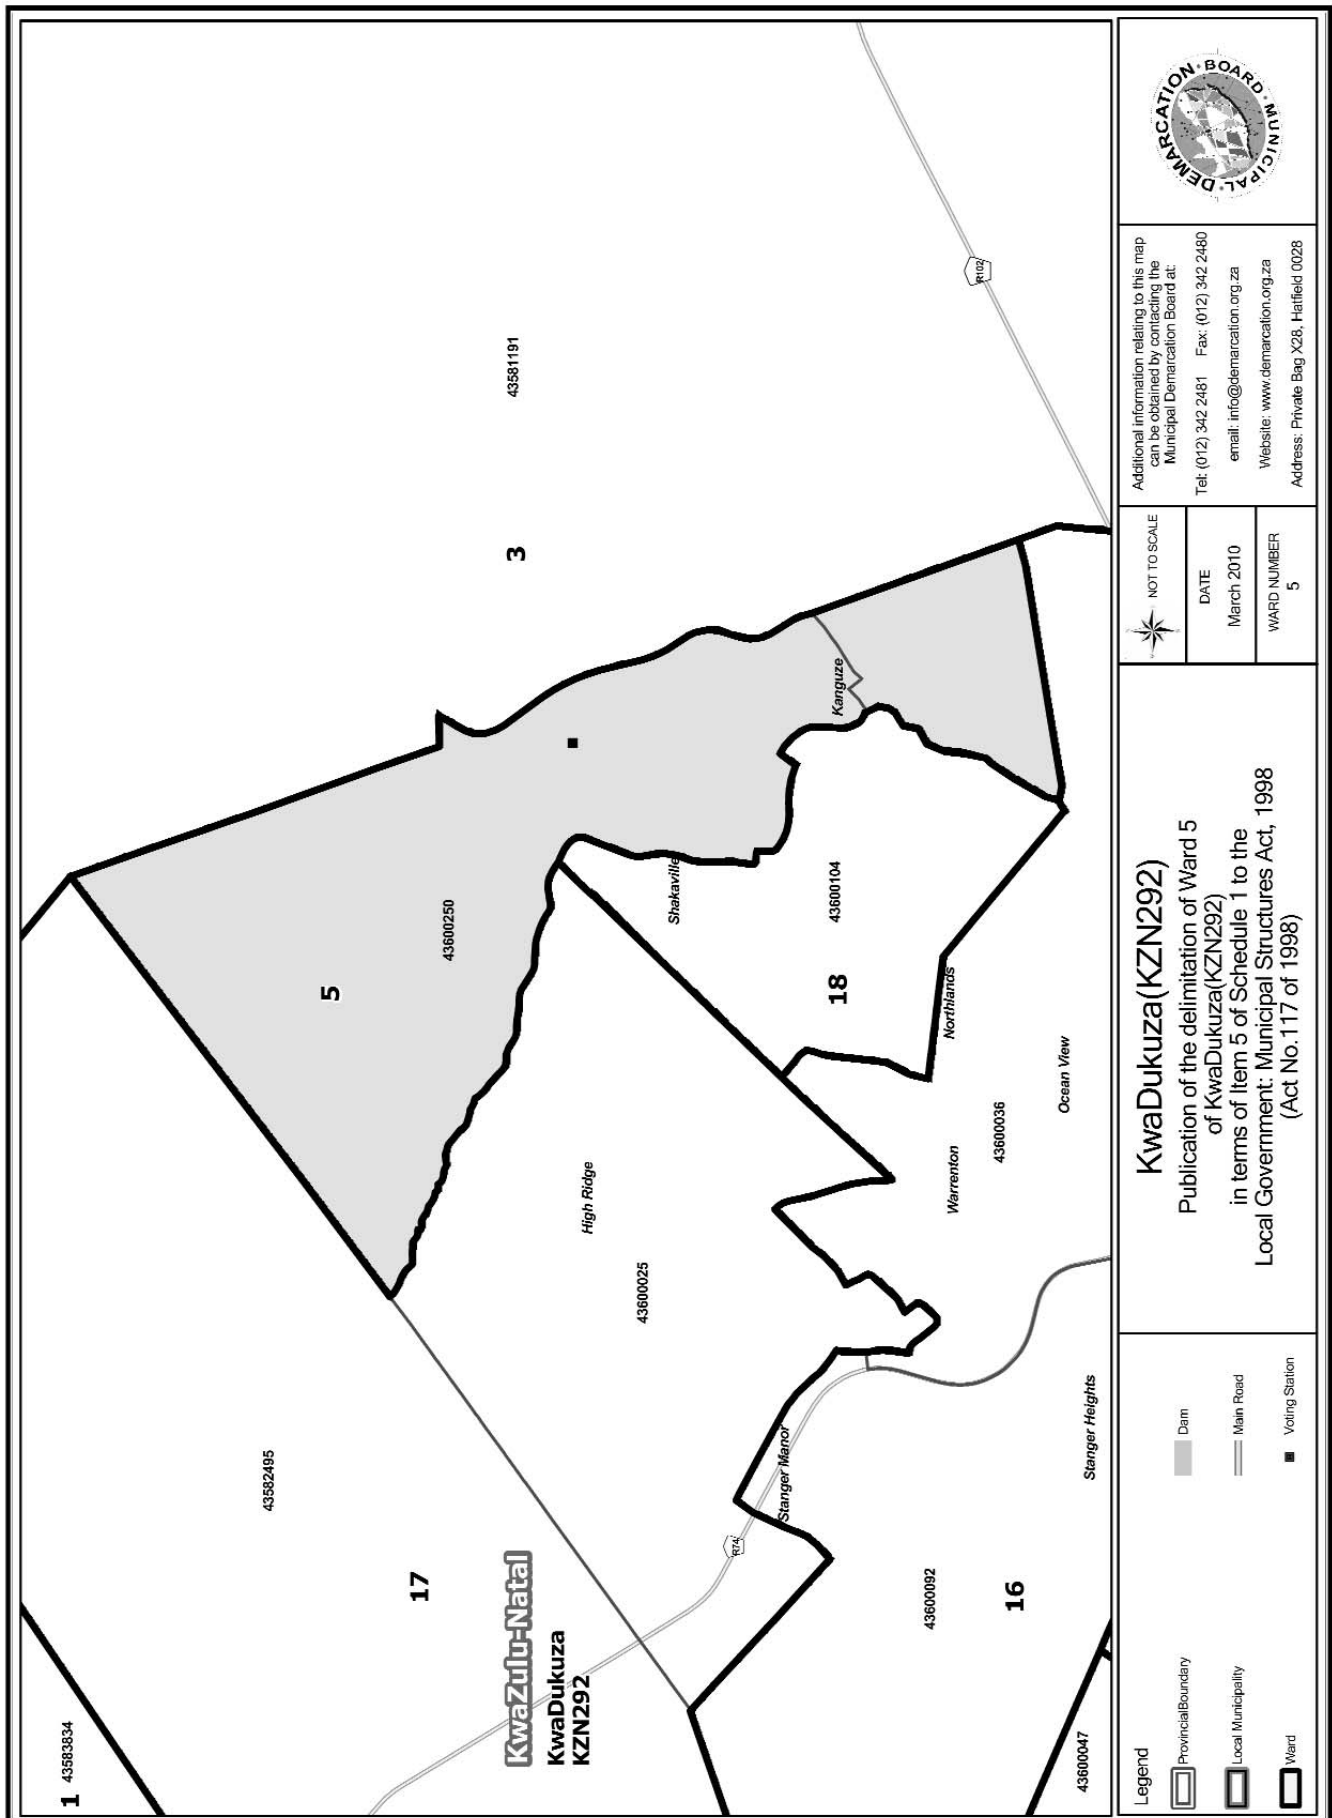 1
43583834
43582495
17
KwaZulu-Natal
KwaDukuza
KZN292
5
43600250
3
43581191
R102
High Ridge
43600025
Shakaville
Kanguze
43600104
18
Northlands
Ocean View
43600036
Warrenton
R74
Stanger Manor
43600092
16
Stanger Heights
43600047
Legend
ProvincialBoundary
Local Municipality
Ward
Dam
Main Road
Voting Station
KwaDukuza(KZN292)
Publication of the delimitation of Ward 5
of KwaDukuza(KZN292)
in terms of Item 5 of Schedule 1 to the
Local Government: Municipal Structures Act, 1998
(Act No.117 of 1998)
NOT TO SCALE
DATE
March 2010
WARD NUMBER
5
Additional information relating to this map
can be obtained by contacting the
Municipal Demarcation Board at:
Tel: (012) 342 2481 Fax: (012) 342 2480
email: info@demarcation.org.za
Website: www.demarcation.org.za
Address: Private Bag X28, Hatfield 0028
MUNICIPAL · DEMARCATION · BOARD ·